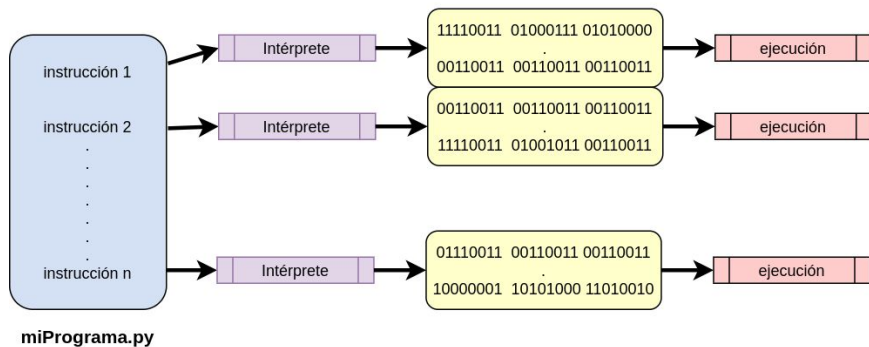 instrucción 1
Intérprete
11110011 01000111 01010000
.
00110011 00110011 00110011
ejecución
instrucción 2
Intérprete
00110011 00110011 00110011
.
11110011 01001011 00110011
ejecución
.
.
.
.
.
.
.
instrucción n
Intérprete
01110011 00110011 00110011
.
10000001 10101000 11010010
ejecución
miPrograma.py